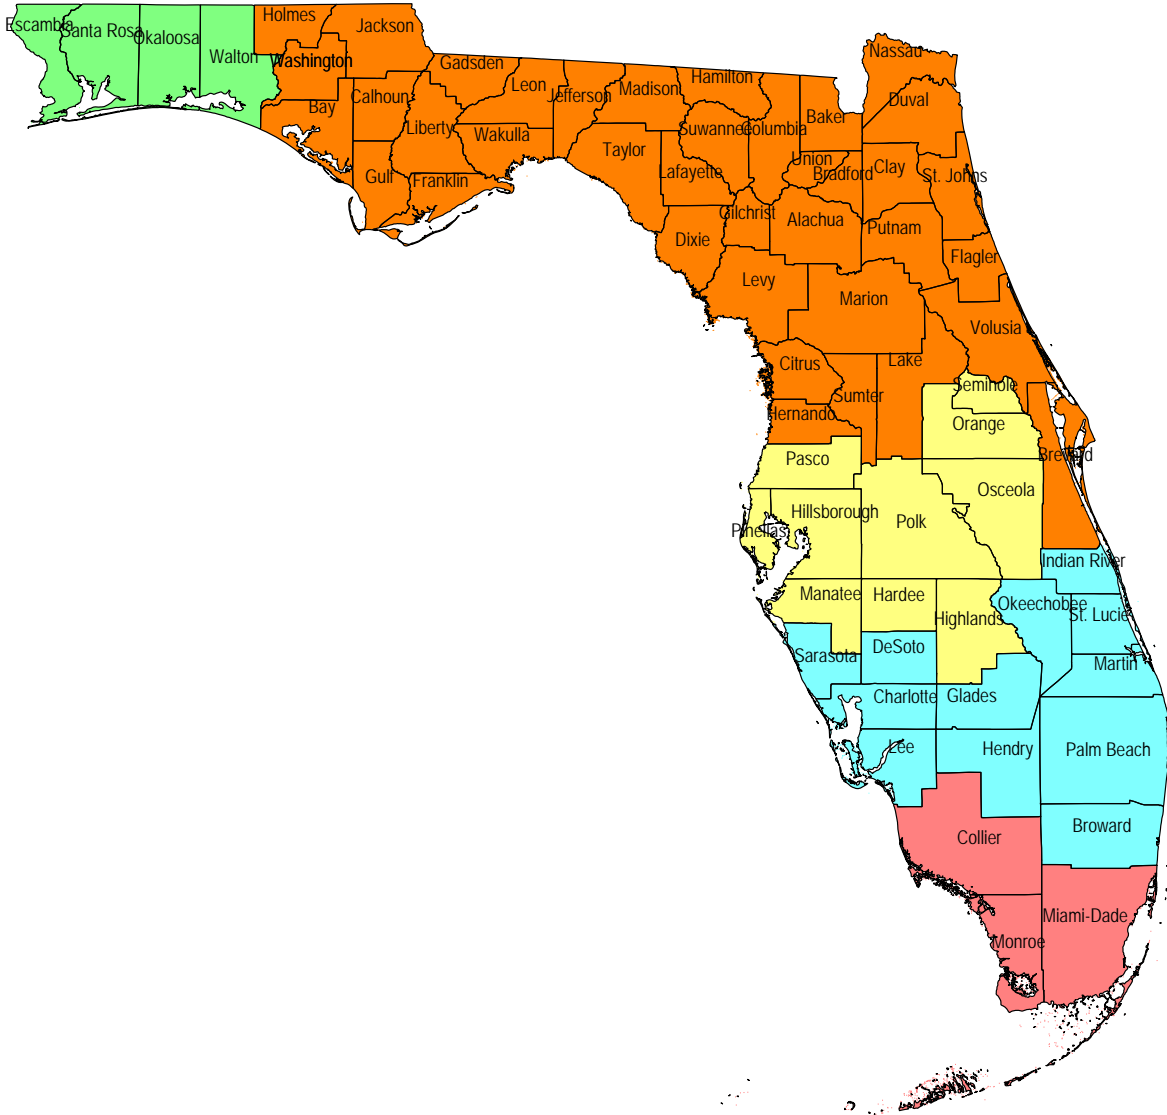 Escambia
Santa Rosa
Okaloosa
Walton
Holmes
Washington
Jackson
Bay
Calhoun
Gulf
Liberty
Franklin
Gadsden
Leon
Wakulla
Jefferson
Madison
Taylor
Hamilton
Suwannee
Lafayette
Columbia
Dixie
Gilchrist
Baker
Union
Bradford
Nassau
Duval
Clay
St. Johns
Alachua
Putnam
Flagler
Levy
Marion
Volusia
Citrus
Sumter
Lake
Hernando
Seminole
Orange
Brevard
Pasco
Osceola
Hillsborough
Polk
Pinellas
Indian River
Manatee
Hardee
Highlands
Okeechobee
St. Lucie
Sarasota
DeSoto
Martin
Charlotte
Glades
Lee
Hendry
Palm Beach
Collier
Broward
Miami-Dade
Monroe